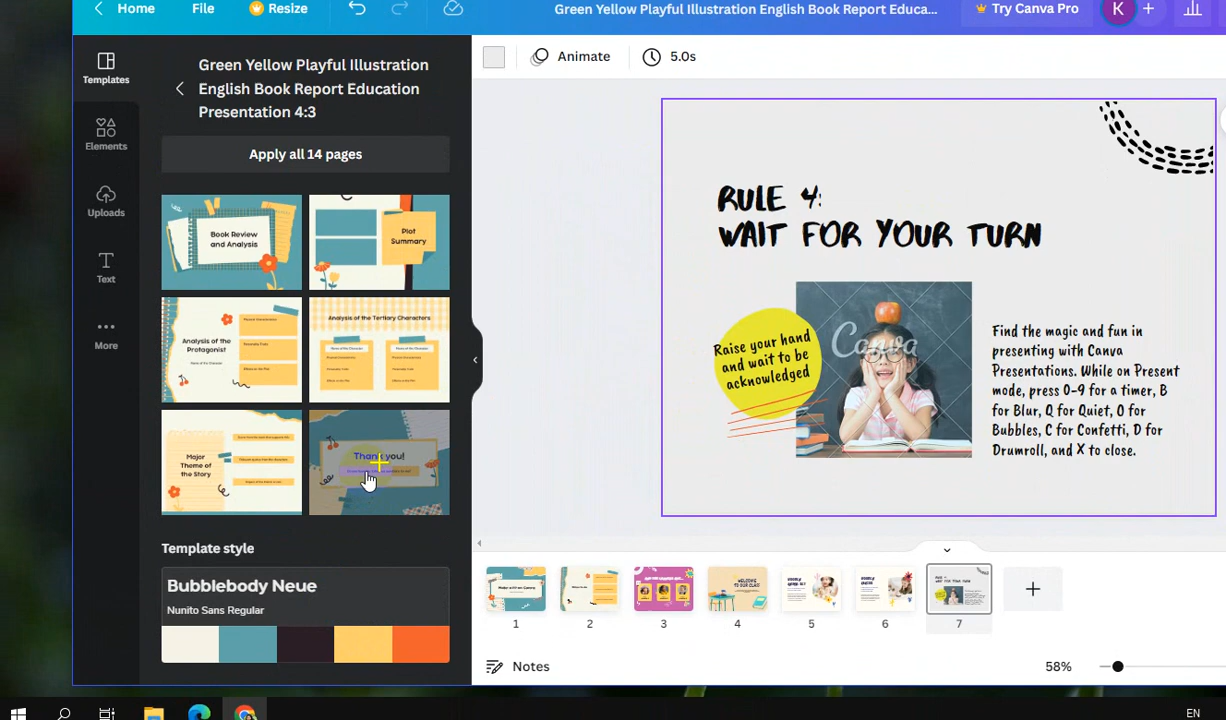 Home
File
Resize
Green Yellow Playful Illustration English Book Report Educa...
Try Canva Pro
K
Templates
Elements
Uploads
Text
More
Green Yellow Playful Illustration
English Book Report Education
Presentation 4:3
Apply all 14 pages
Book Review
and Analysis
Plot
Summary
Analysis of the
Protagonist
Analysis of the Tertiary Characters
Major
Theme of
the Story
Thank you!
Template style
Bubblebody Neue
Nunito Sans Regular
Animate
5.0s
RULE 4:
WAIT FOR YOUR TURN
Raise your hand
and wait to be
acknowledged
Canva
Find the magic and fun in
presenting with Canva
Presentations. While on Present
mode, press 0-9 for a timer, B
for Blur, Q for Quiet, O for
Bubbles, C for Confetti, D for
Drumroll, and X to close.
WELCOME
TO OUR CLASS
1
2
3
4
5
6
7
Notes
58%
EN